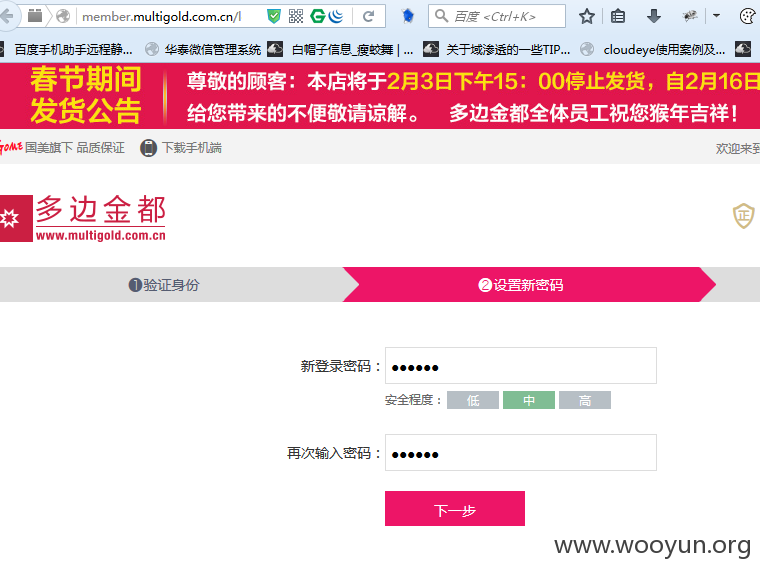 member.multigold.com.cn/l
百度 <Ctrl+K>
百度手机助手远程静...
华泰微信管理系统
白帽子信息_瘦蛟舞 | ...
关于域渗透的一些TIP...
cloudeye使用案例及...
春节期间
发货公告
尊敬的顾客：本店将于2月3日下午15：00停止发货，自2月16日
给您带来的不便敬请谅解。 多边金都全体员工祝您猴年吉祥！
GOME 国美旗下 品质保证 下载手机端 欢迎来到
多边金都
www.multigold.com.cn
正
❶验证身份
❷设置新密码
新登录密码：
安全程度： 低 中 高
再次输入密码：
下一步
www.wooyun.org